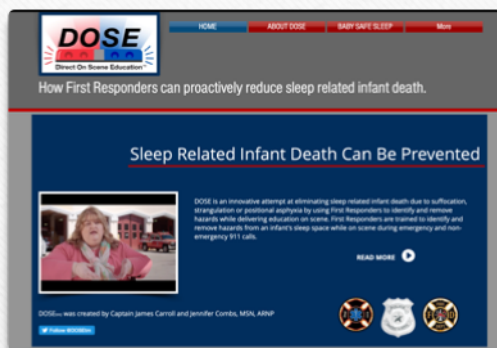 DOSE
Direct On Scene Education™
HOME
ABOUT DOSE
BABY SAFE SLEEP
More
How First Responders can proactively reduce sleep related infant death.
Sleep Related Infant Death Can Be Prevented
DOSE is an innovative attempt at eliminating sleep related infant death due to suffocation,
strangulation or positional asphyxia by using First Responders to identify and remove
hazards while delivering education on scene. First Responders are trained to identify and
remove hazards from an infant's sleep space while on scene during emergency and non-
emergency 911 calls.
READ MORE
DOSE was created by Captain James Carroll and Jennifer Combs, MSN, ARNP
Follow